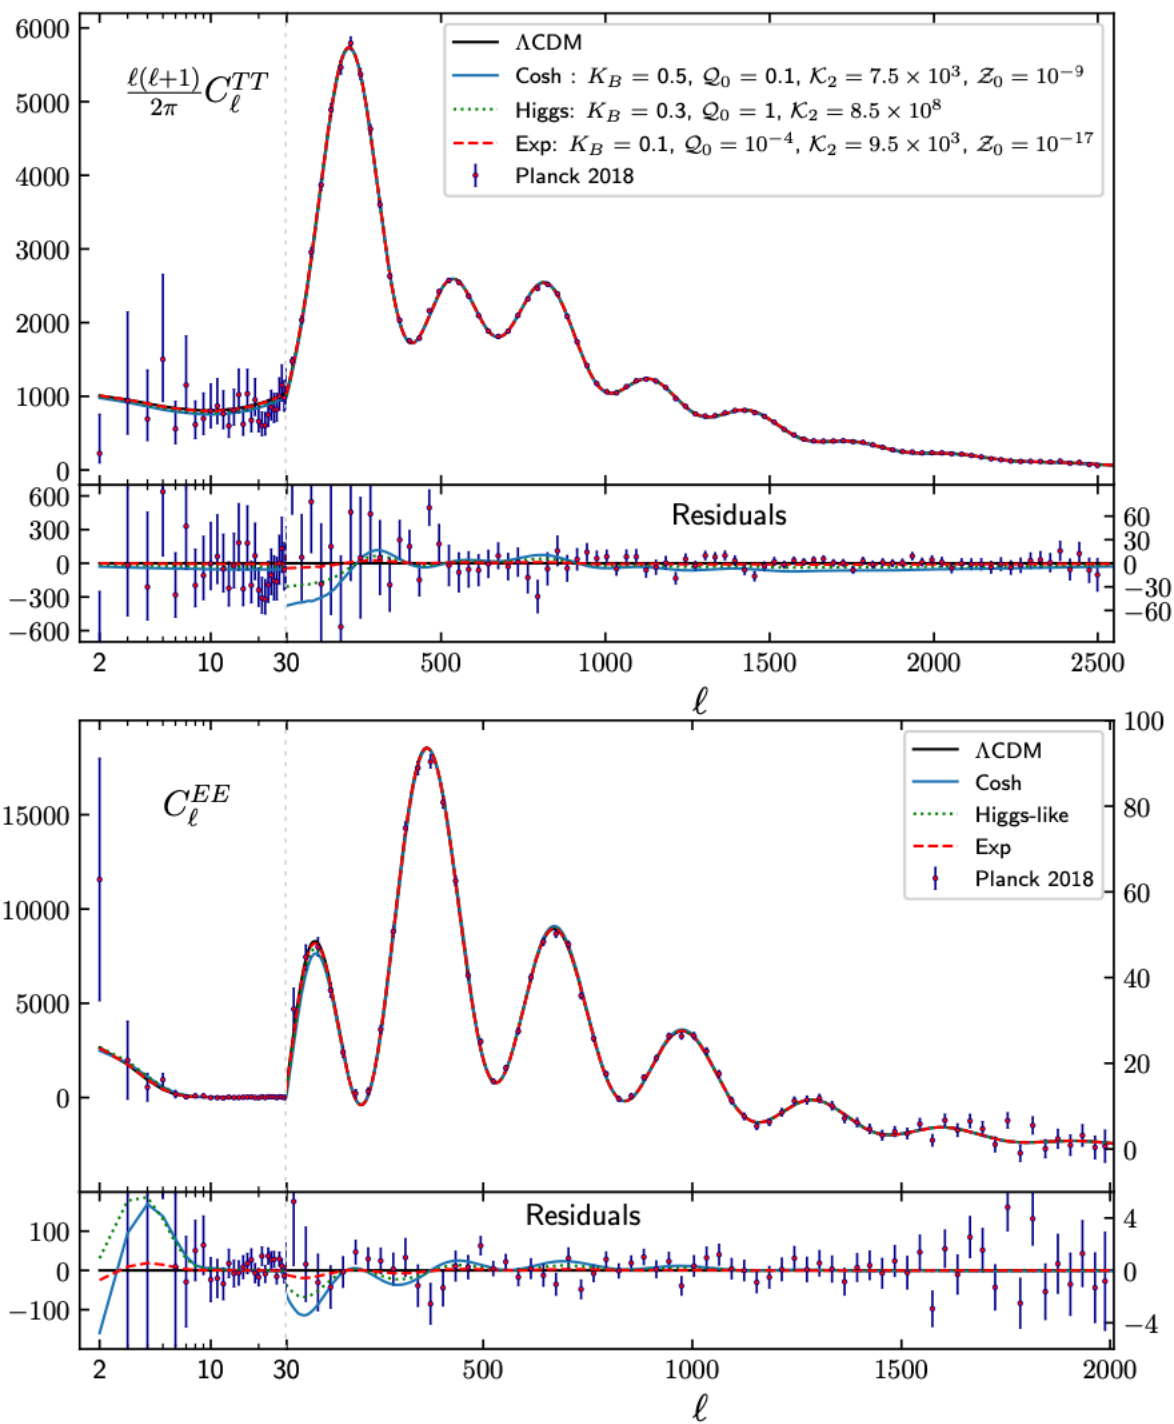 6000
5000
4000
3000
2000
1000
0
ℓ(ℓ+1)/2π C_ℓ^{TT}
ΛCDM
Cosh : K_B = 0.5, 𝒬_0 = 0.1, 𝒦_2 = 7.5 × 10^3, 𝒵_0 = 10^{−9}
Higgs: K_B = 0.3, 𝒬_0 = 1, 𝒦_2 = 8.5 × 10^8
Exp: K_B = 0.1, 𝒬_0 = 10^{−4}, 𝒦_2 = 9.5 × 10^3, 𝒵_0 = 10^{−17}
Planck 2018
600
300
0
−300
−600
Residuals
60
30
0
−30
−60
2 10 30 500 1000 1500 2000 2500
ℓ
15000
10000
5000
0
C_ℓ^{EE}
ΛCDM
Cosh
Higgs-like
Exp
Planck 2018
100
80
60
40
20
0
100
0
−100
Residuals
4
0
−4
2 10 30 500 1000 1500 2000
ℓ